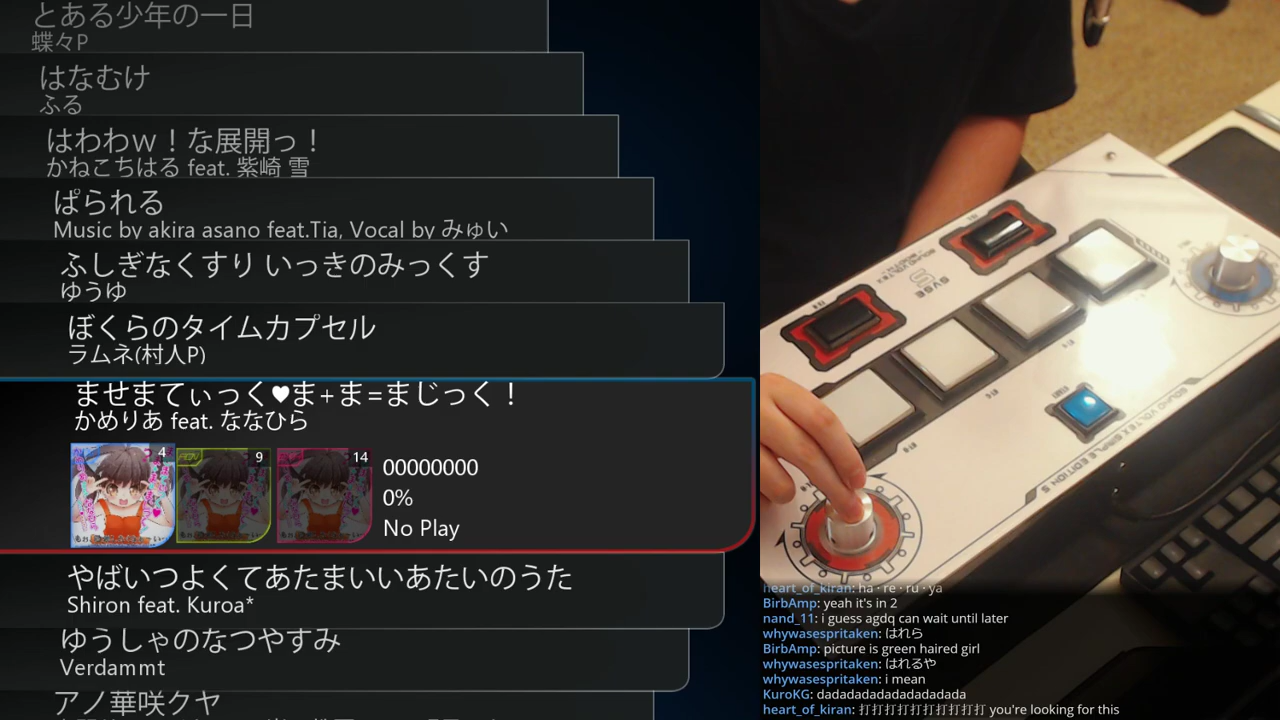 とある少年の一日
蝶々P
はなむけ
ふる
はわわｗ！な展開っ！
かねこちはる feat. 紫崎 雪
ぱられる
Music by akira asano feat.Tia, Vocal by みゅい
ふしぎなくすり いっきのみっくす
ゆうゆ
ぼくらのタイムカプセル
ラムネ(村人P)
ませまてぃっく♥ま+ま=まじっく！
かめりあ feat. ななひら
4
9
14
00000000
0%
No Play
やばいつよくてあたまいいあたいのうた
Shiron feat. Kuroa*
ゆうしゃのなつやすみ
Verdammt
アノ華咲クヤ
SVSE
SOUND VOLTEX SIMPLE EDITION S
START
heart_of_kiran: ha・re・ru・ya
BirbAmp: yeah it's in 2
nand_11: i guess agdq can wait until later
whywasespritaken: はれら
BirbAmp: picture is green haired girl
whywasespritaken: はれるや
whywasespritaken: i mean
KuroKG: dadadadadadadadadada
heart_of_kiran: 打打打打打打打打打打 you're looking for this